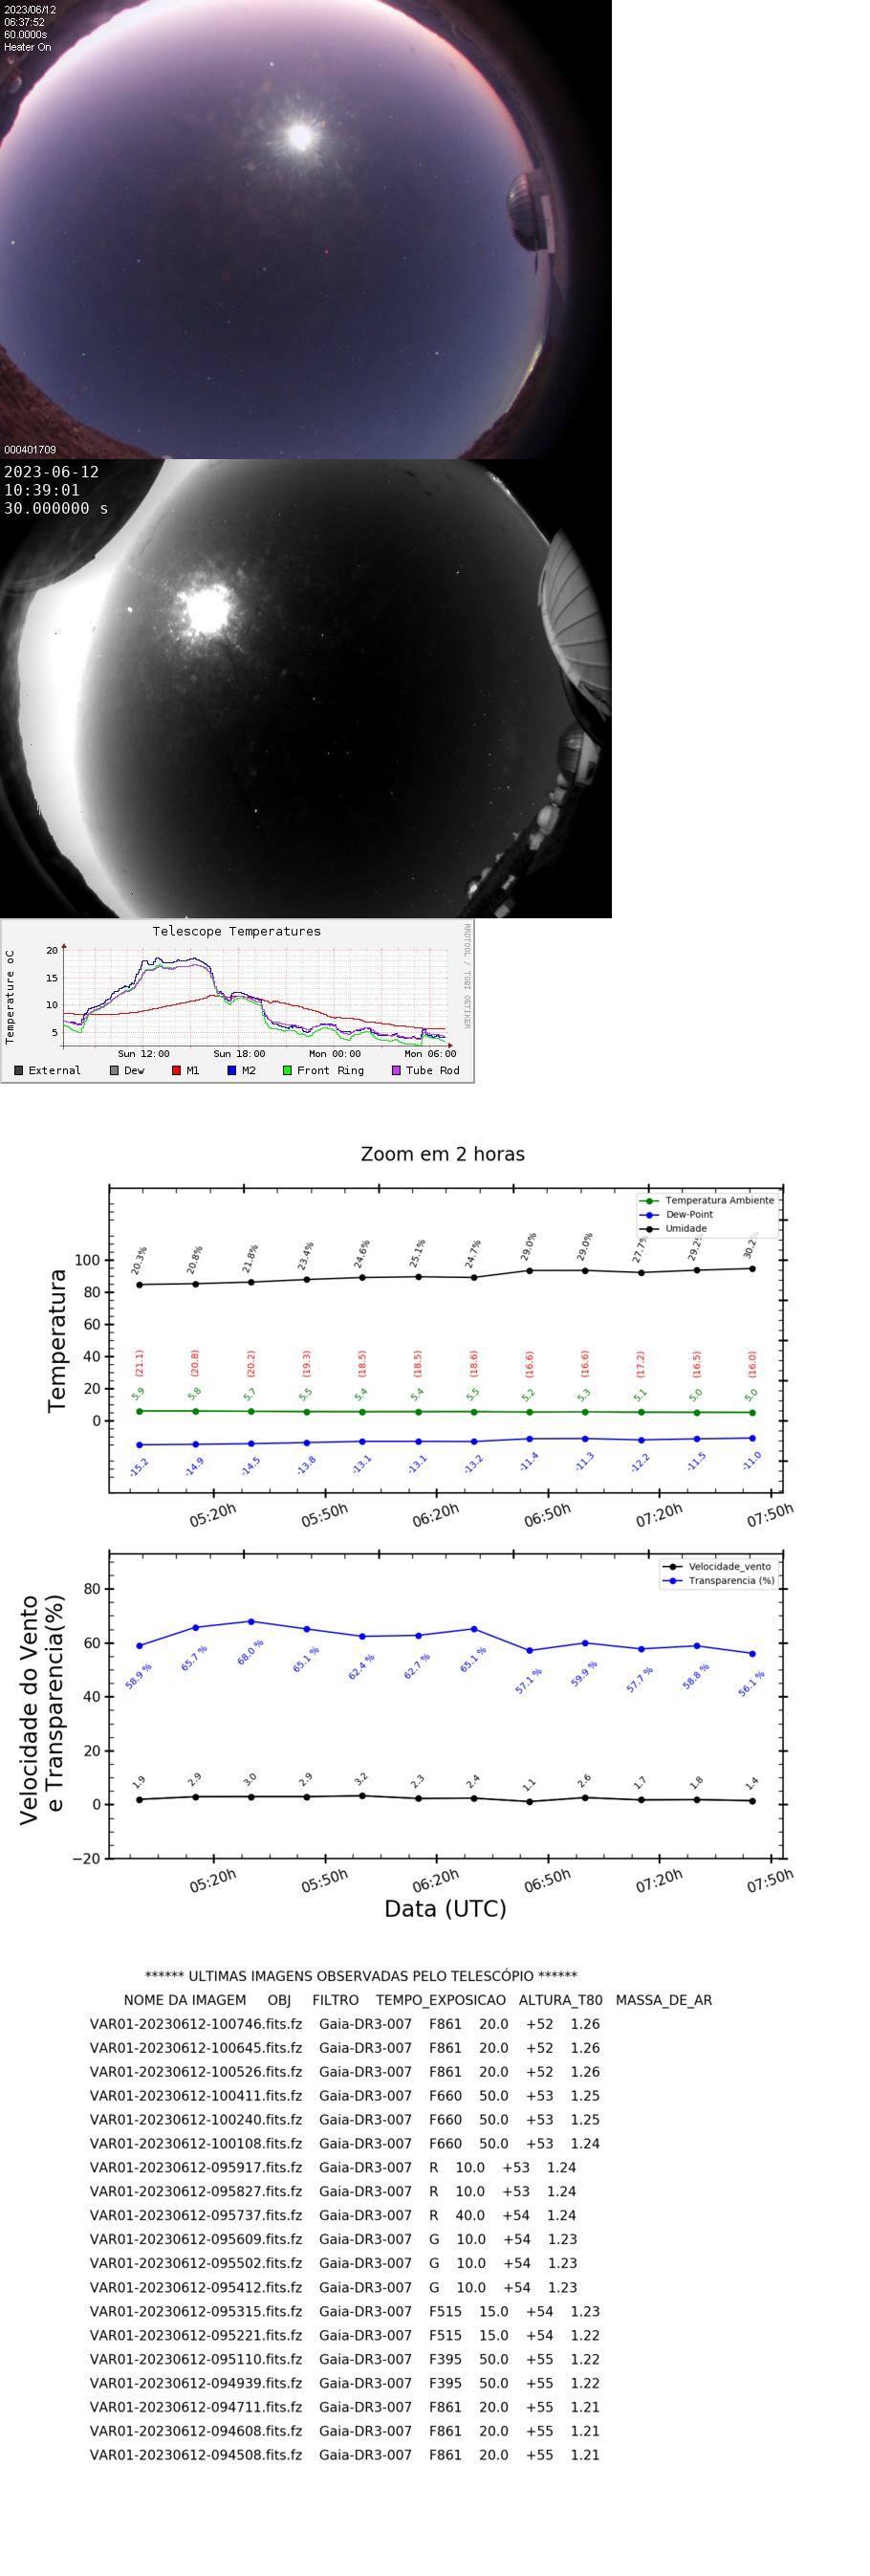 2023/06/12
06:37:52
60.0000s
Heater On
000401709
2023-06-12
10:39:01
30.000000 s
Telescope Temperatures
RRDTOOL / TOBI OETIKER
Temperature oC
20
15
10
5
Sun 12:00 Sun 18:00 Mon 00:00 Mon 06:00
External Dew M1 M2 Front Ring Tube Rod
Zoom em 2 horas
Temperatura Ambiente
Dew-Point
Umidade
Temperatura
100
80
60
40
20
0
20.3% 20.8% 21.8% 23.4% 24.6% 25.1% 24.7% 29.0% 29.0% 27.7% 29.2% 30.2%
(21.1) (20.8) (20.2) (19.3) (18.5) (18.5) (18.6) (16.6) (16.6) (17.2) (16.5) (16.0)
5.9 5.8 5.7 5.5 5.4 5.4 5.5 5.2 5.3 5.1 5.0 5.0
-15.2 -14.9 -14.5 -13.8 -13.1 -13.1 -13.2 -11.4 -11.3 -12.2 -11.5 -11.0
05:20h 05:50h 06:20h 06:50h 07:20h 07:50h
Velocidade_vento
Transparencia (%)
Velocidade do Vento
e Transparencia(%)
80
60
40
20
0
−20
58.9 % 65.7 % 68.0 % 65.1 % 62.4 % 62.7 % 65.1 % 57.1 % 59.9 % 57.7 % 58.8 % 56.1 %
1.9 2.9 3.0 2.9 3.2 2.3 2.4 1.1 2.6 1.7 1.8 1.4
05:20h 05:50h 06:20h 06:50h 07:20h 07:50h
Data (UTC)
****** ULTIMAS IMAGENS OBSERVADAS PELO TELESCÓPIO ******
NOME DA IMAGEM OBJ FILTRO TEMPO_EXPOSICAO ALTURA_T80 MASSA_DE_AR
VAR01-20230612-100746.fits.fz Gaia-DR3-007 F861 20.0 +52 1.26
VAR01-20230612-100645.fits.fz Gaia-DR3-007 F861 20.0 +52 1.26
VAR01-20230612-100526.fits.fz Gaia-DR3-007 F861 20.0 +52 1.26
VAR01-20230612-100411.fits.fz Gaia-DR3-007 F660 50.0 +53 1.25
VAR01-20230612-100240.fits.fz Gaia-DR3-007 F660 50.0 +53 1.25
VAR01-20230612-100108.fits.fz Gaia-DR3-007 F660 50.0 +53 1.24
VAR01-20230612-095917.fits.fz Gaia-DR3-007 R 10.0 +53 1.24
VAR01-20230612-095827.fits.fz Gaia-DR3-007 R 10.0 +53 1.24
VAR01-20230612-095737.fits.fz Gaia-DR3-007 R 40.0 +54 1.24
VAR01-20230612-095609.fits.fz Gaia-DR3-007 G 10.0 +54 1.23
VAR01-20230612-095502.fits.fz Gaia-DR3-007 G 10.0 +54 1.23
VAR01-20230612-095412.fits.fz Gaia-DR3-007 G 10.0 +54 1.23
VAR01-20230612-095315.fits.fz Gaia-DR3-007 F515 15.0 +54 1.23
VAR01-20230612-095221.fits.fz Gaia-DR3-007 F515 15.0 +54 1.22
VAR01-20230612-095110.fits.fz Gaia-DR3-007 F395 50.0 +55 1.22
VAR01-20230612-094939.fits.fz Gaia-DR3-007 F395 50.0 +55 1.22
VAR01-20230612-094711.fits.fz Gaia-DR3-007 F861 20.0 +55 1.21
VAR01-20230612-094608.fits.fz Gaia-DR3-007 F861 20.0 +55 1.21
VAR01-20230612-094508.fits.fz Gaia-DR3-007 F861 20.0 +55 1.21